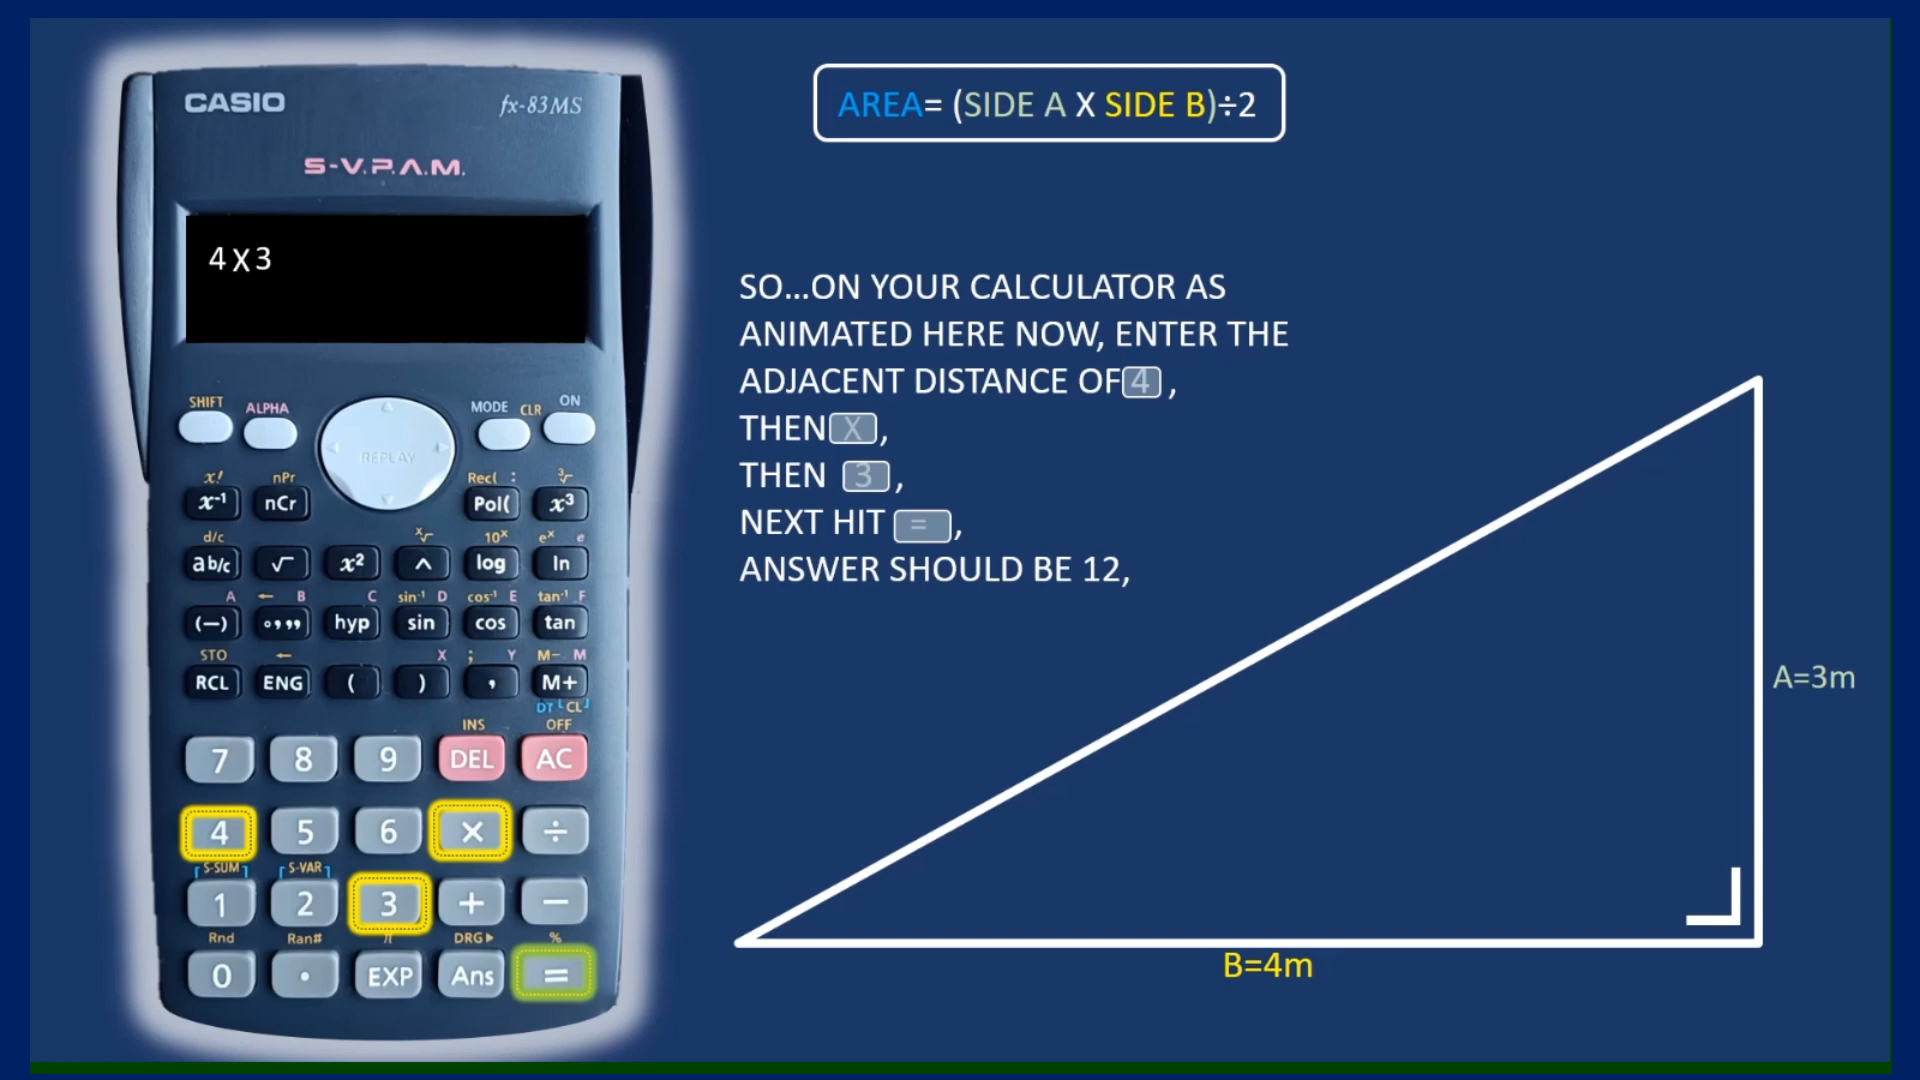 CASIO fx-83MS
S-V.P.A.M.
4 X 3
SHIFT ALPHA MODE CLR ON
REPLAY
x! nPr Rec( : ³√
x⁻¹ nCr Pol( x³
d/c ˣ√ 10ˣ eˣ e
a b/c √ x² ^ log ln
A ← B C sin⁻¹ D cos⁻¹ E tan⁻¹ F
(−) ° , ,, hyp sin cos tan
STO ← X ; Y M− M
RCL ENG ( ) , M+
DT CL
INS OFF
7 8 9 DEL AC
4 5 6 × ÷
S-SUM S-VAR
1 2 3 + −
Rnd Ran# π DRG▶ %
0 • EXP Ans =
AREA= (SIDE A X SIDE B)÷2
SO...ON YOUR CALCULATOR AS
ANIMATED HERE NOW, ENTER THE
ADJACENT DISTANCE OF 4 ,
THEN X ,
THEN 3 ,
NEXT HIT = ,
ANSWER SHOULD BE 12,
A=3m
B=4m